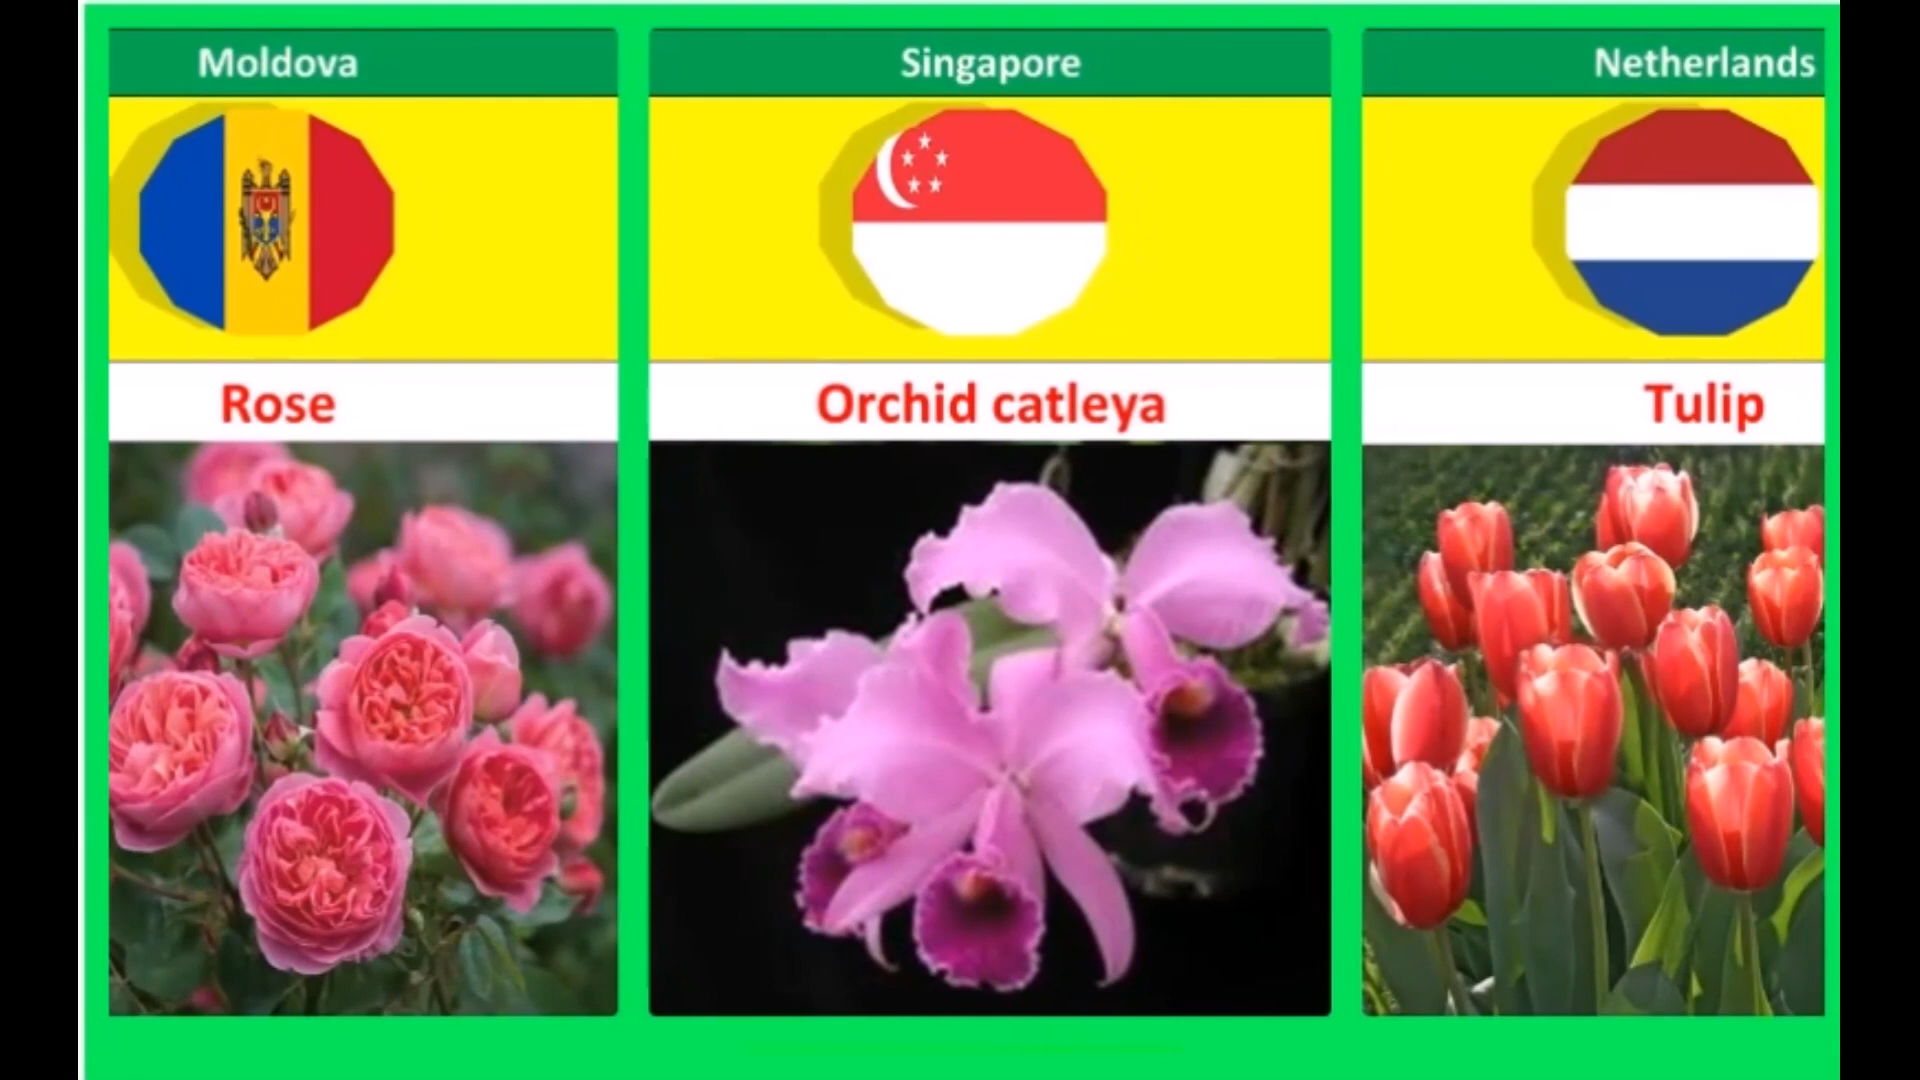 Moldova
Singapore
Netherlands
Rose
Orchid catleya
Tulip